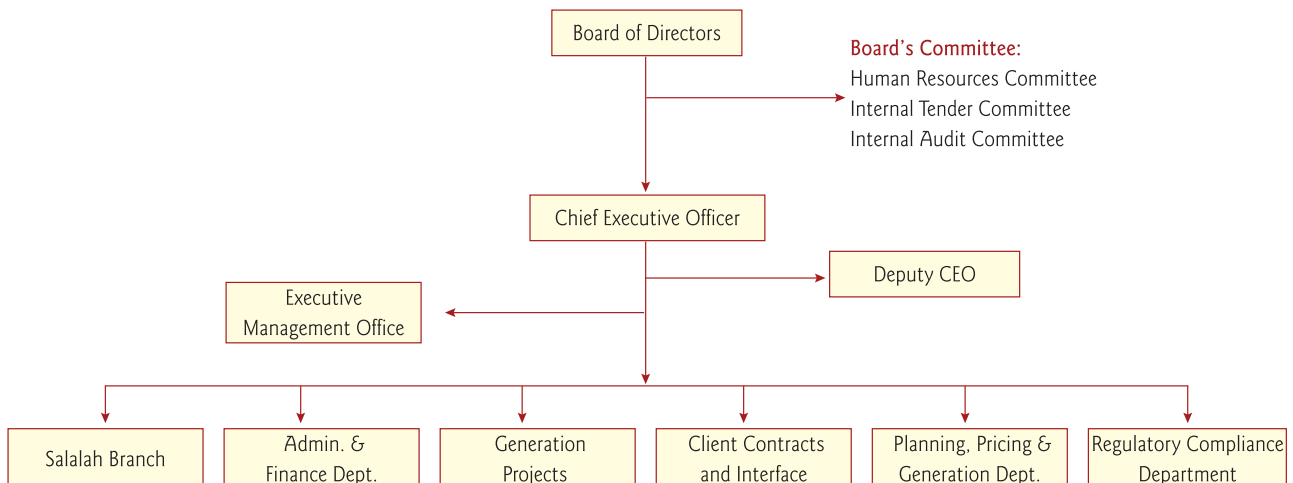 Board of Directors
Board's Committee:
Human Resources Committee
Internal Tender Committee
Internal Audit Committee
Chief Executive Officer
Deputy CEO
Executive
Management Office
Salalah Branch
Admin. &
Finance Dept.
Generation
Projects
Client Contracts
and Interface
Planning, Pricing &
Generation Dept.
Regulatory Compliance
Department